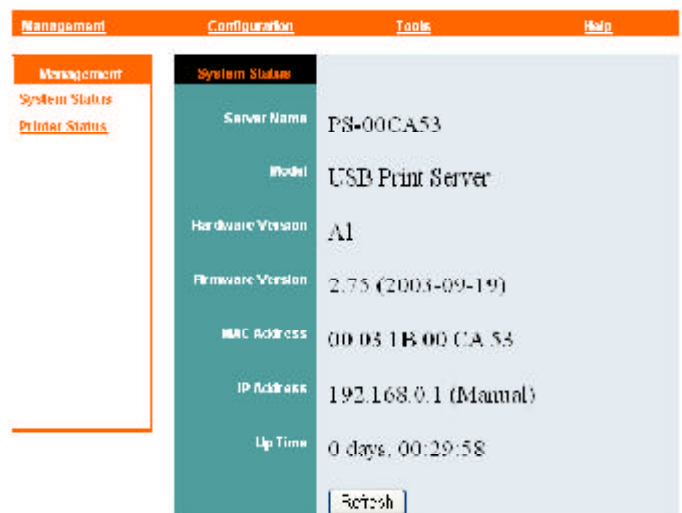 Management Configuration Tools Help
Management
System Status
Printer Status
System Status
Server Name PS-00CA53
Model USB Print Server
Hardware Version A1
Firmware Version 2.75 (2003-09-19)
MAC Address 00 03 1B 00 CA 53
IP Address 192.168.0.1 (Manual)
Up Time 0 days, 00:29:58
Refresh